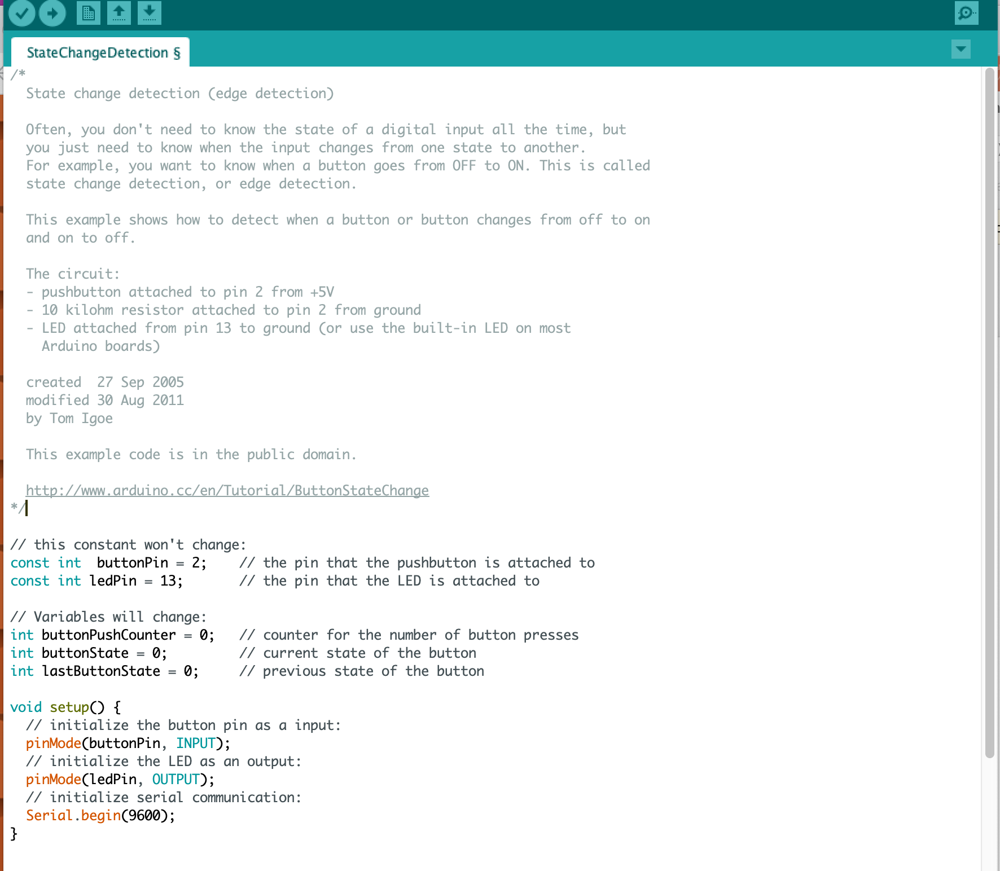 StateChangeDetection §
/*
  State change detection (edge detection)

  Often, you don't need to know the state of a digital input all the time, but
  you just need to know when the input changes from one state to another.
  For example, you want to know when a button goes from OFF to ON. This is called
  state change detection, or edge detection.

  This example shows how to detect when a button or button changes from off to on
  and on to off.

  The circuit:
  - pushbutton attached to pin 2 from +5V
  - 10 kilohm resistor attached to pin 2 from ground
  - LED attached from pin 13 to ground (or use the built-in LED on most
    Arduino boards)

  created  27 Sep 2005
  modified 30 Aug 2011
  by Tom Igoe

  This example code is in the public domain.

  http://www.arduino.cc/en/Tutorial/ButtonStateChange
*/

// this constant won't change:
const int  buttonPin = 2;    // the pin that the pushbutton is attached to
const int ledPin = 13;       // the pin that the LED is attached to

// Variables will change:
int buttonPushCounter = 0;   // counter for the number of button presses
int buttonState = 0;         // current state of the button
int lastButtonState = 0;     // previous state of the button

void setup() {
  // initialize the button pin as a input:
  pinMode(buttonPin, INPUT);
  // initialize the LED as an output:
  pinMode(ledPin, OUTPUT);
  // initialize serial communication:
  Serial.begin(9600);
}